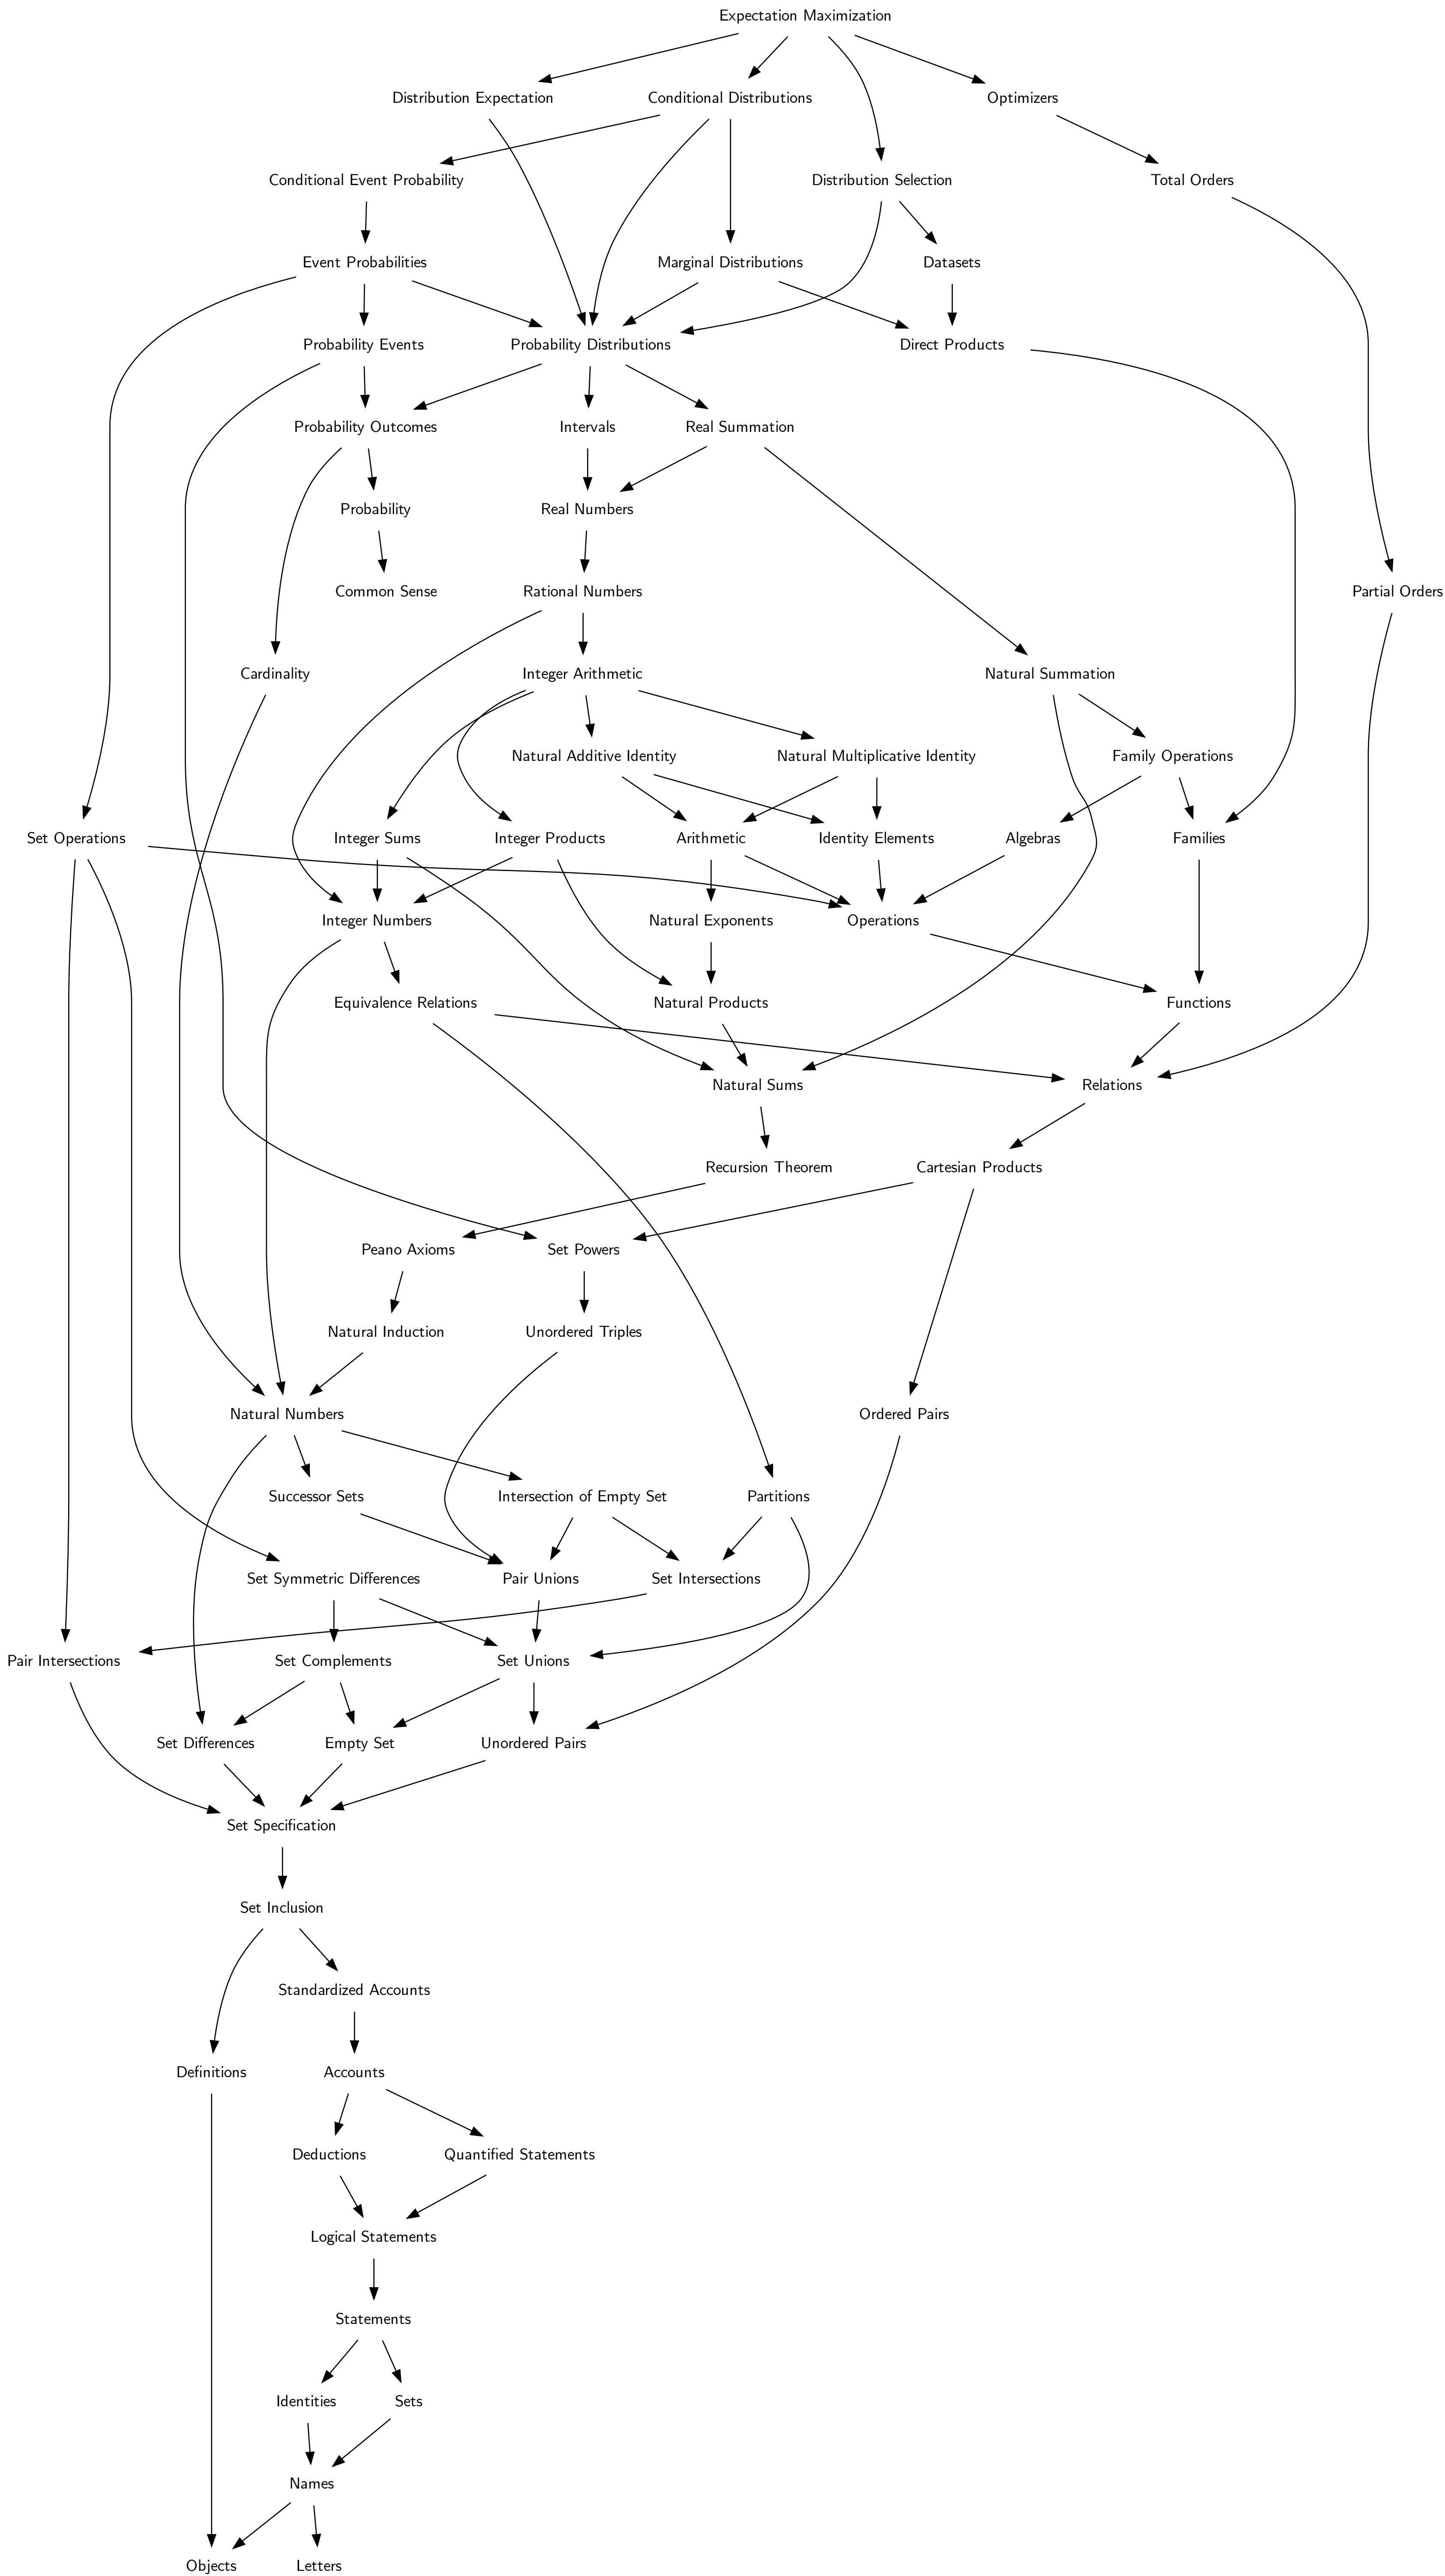 Expectation Maximization
Distribution Expectation
Conditional Distributions
Optimizers
Conditional Event Probability
Distribution Selection
Total Orders
Event Probabilities
Marginal Distributions
Datasets
Probability Events
Probability Distributions
Direct Products
Probability Outcomes
Intervals
Real Summation
Probability
Real Numbers
Common Sense
Rational Numbers
Partial Orders
Cardinality
Integer Arithmetic
Natural Summation
Natural Additive Identity
Natural Multiplicative Identity
Family Operations
Set Operations
Integer Sums
Integer Products
Arithmetic
Identity Elements
Algebras
Families
Integer Numbers
Natural Exponents
Operations
Equivalence Relations
Natural Products
Functions
Natural Sums
Relations
Recursion Theorem
Cartesian Products
Peano Axioms
Set Powers
Natural Induction
Unordered Triples
Natural Numbers
Ordered Pairs
Successor Sets
Intersection of Empty Set
Partitions
Set Symmetric Differences
Pair Unions
Set Intersections
Pair Intersections
Set Complements
Set Unions
Set Differences
Empty Set
Unordered Pairs
Set Specification
Set Inclusion
Standardized Accounts
Definitions
Accounts
Deductions
Quantified Statements
Logical Statements
Statements
Identities
Sets
Names
Objects
Letters